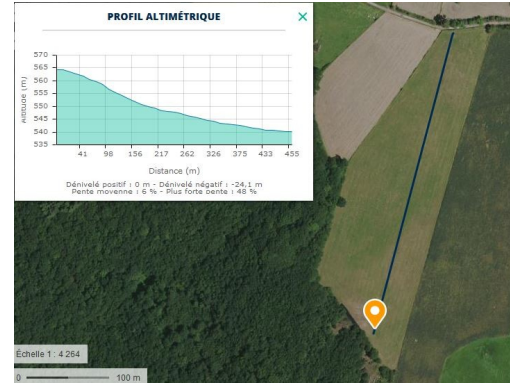 PROFIL ALTIMÉTRIQUE ×
570
565
560
555
550
545
540
535
Altitude (m)
41 98 156 217 262 326 375 433 455
Distance (m)
Dénivelé positif : 0 m - Dénivelé négatif : -24,1 m
Pente moyenne : 6 % - Plus forte pente : 48 %
Échelle 1 : 4 264
0 100 m